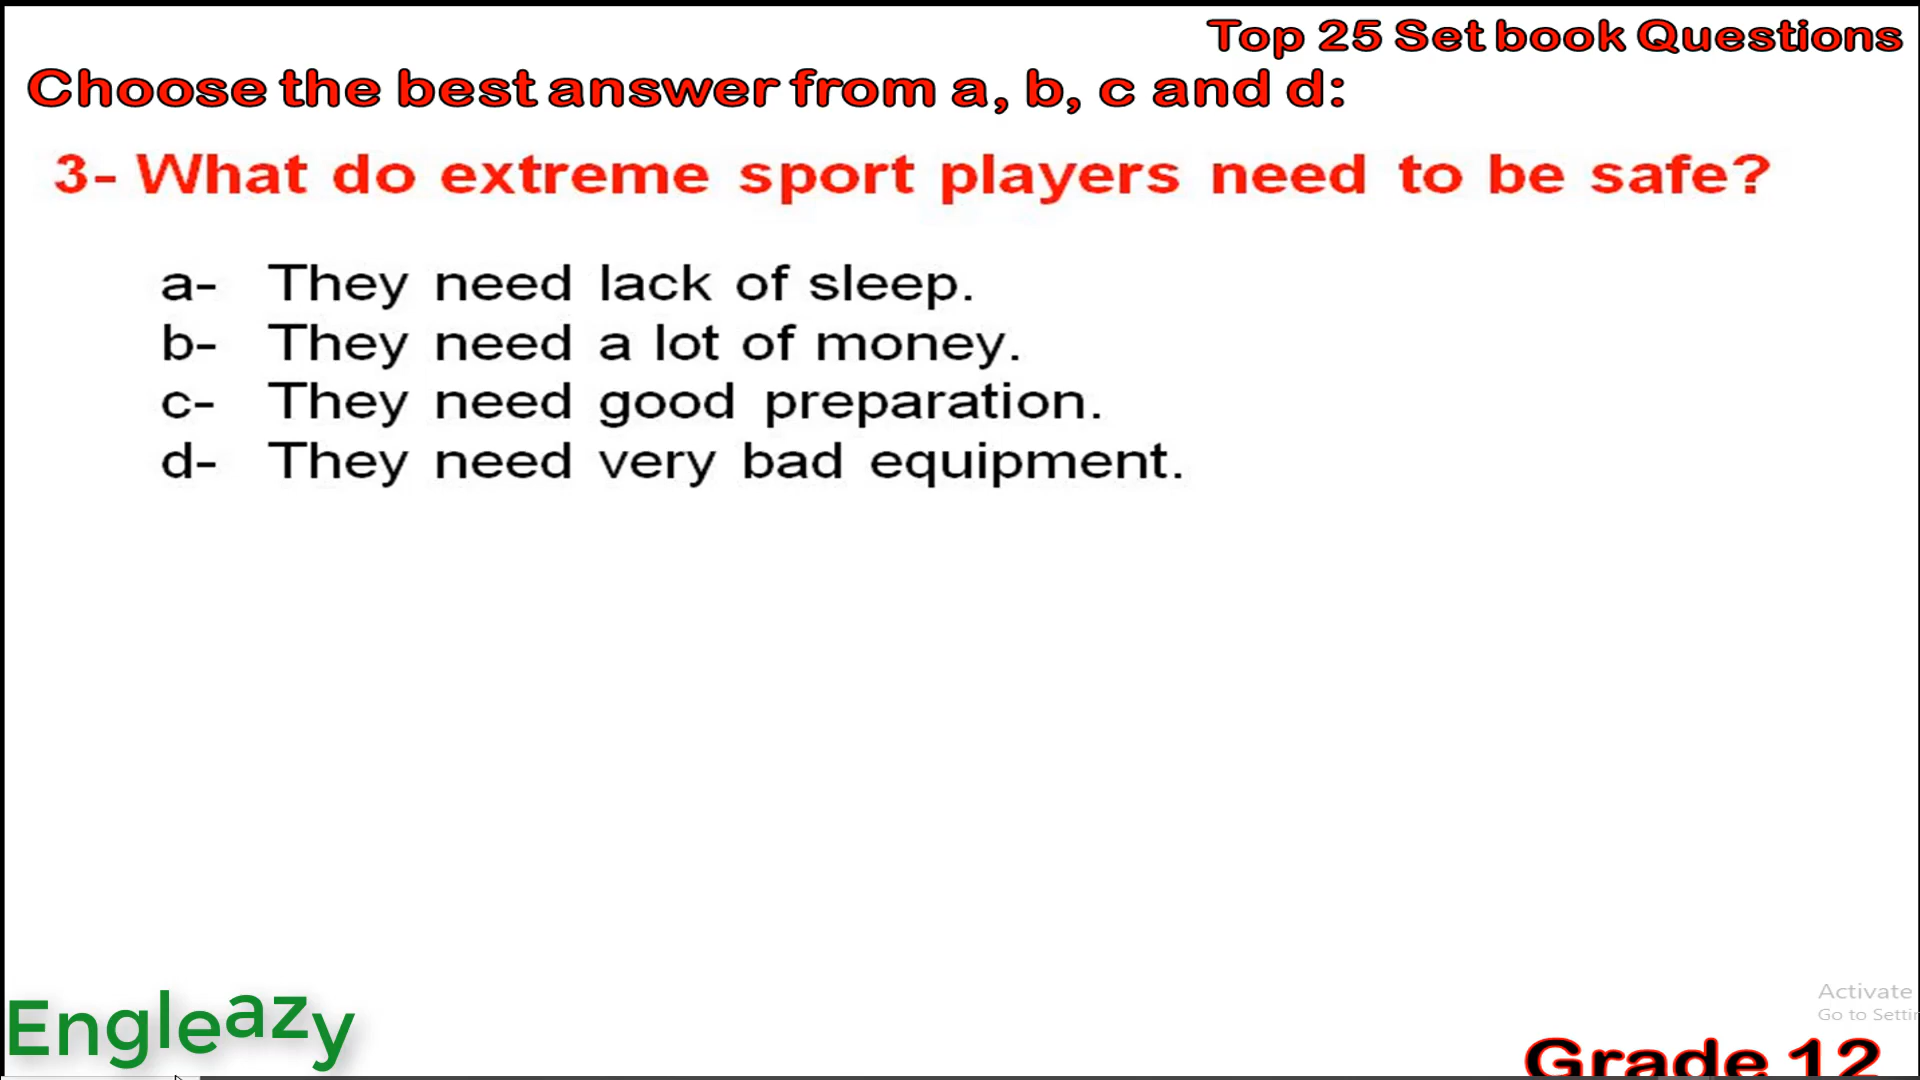 Top 25 Set book Questions
Choose the best answer from a, b, c and d:
3- What do extreme sport players need to be safe?
a- They need lack of sleep.
b- They need a lot of money.
c- They need good preparation.
d- They need very bad equipment.
Engleazy
Activate
Go to
Grade 12